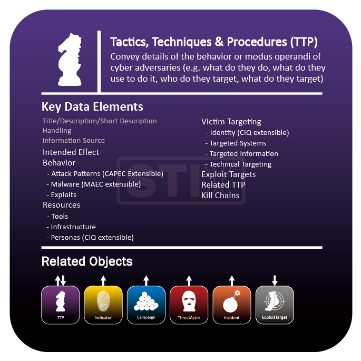 Tactics, Techniques & Procedures (TTP)
Convey details of the behavior or modus operandi of
cyber adversaries (e.g. what do they do, what do they
use to do it, who do they target, what do they target)
Key Data Elements
Title/Description/Short Description
Handling
Information Source
Intended Effect
Behavior
- Attack Patterns (CAPEC Extensible)
- Malware (MAEC extensible)
- Exploits
Resources
- Tools
- Infrastructure
- Personas (CIQ extensible)
Victim Targeting
- Identity (CIQ extensible)
- Targeted Systems
- Targeted Information
- Technical Targeting
Exploit Targets
Related TTP
Kill Chains
STIX
Related Objects
TTP
Indicator
Campaign
ThreatActor
Incident
ExploitTarget